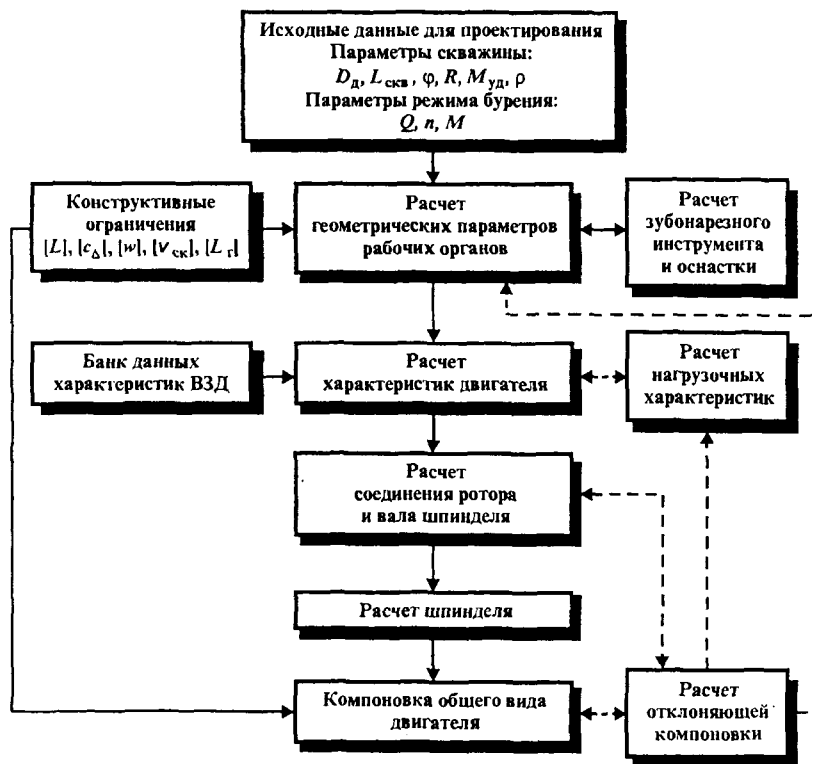 Исходные данные для проектирования
Параметры скважины:
Dд, Lскв, φ, R, Mуд, ρ
Параметры режима бурения:
Q, n, M
Конструктивные
ограничения
[L], [cΔ], [w], [vск], [Lг]
Расчет
геометрических параметров
рабочих органов
Расчет
зубонарезного
инструмента
и оснастки
Банк данных
характеристик ВЗД
Расчет
характеристик двигателя
Расчет
нагрузочных
характеристик
Расчет
соединения ротора
и вала шпинделя
Расчет шпинделя
Компоновка общего вида
двигателя
Расчет
отклоняющей
компоновки